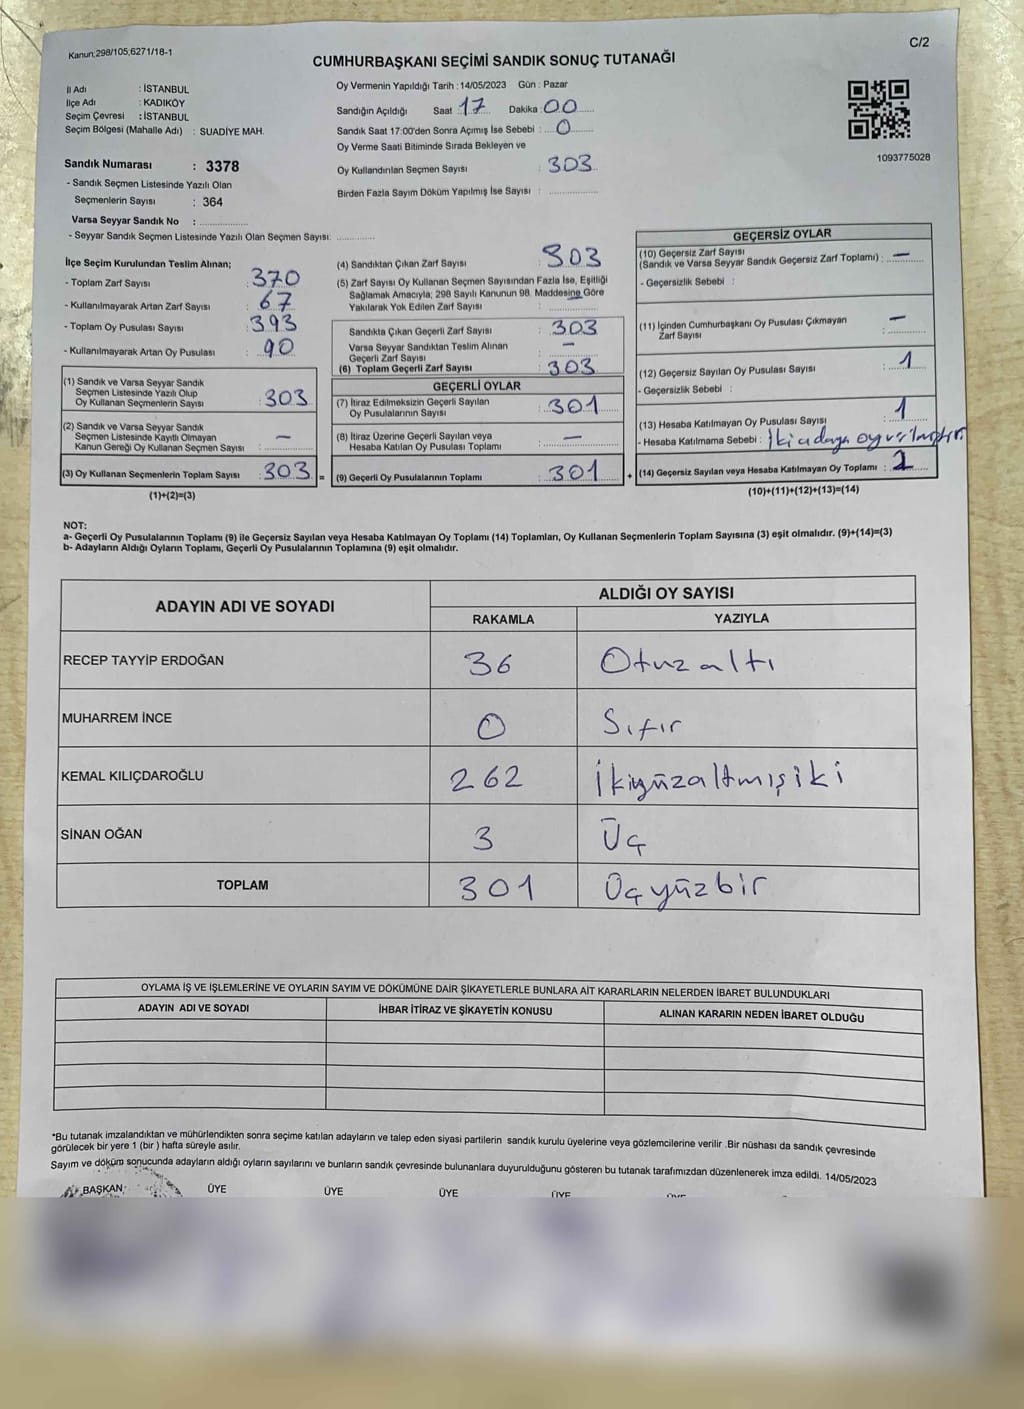 Kanun:298/105,6271/18-1
C/2
CUMHURBAŞKANI SEÇİMİ SANDIK SONUÇ TUTANAĞI
İl Adı : İSTANBUL
İlçe Adı : KADIKÖY
Seçim Çevresi : İSTANBUL
Seçim Bölgesi (Mahalle Adı) : SUADİYE MAH.
Sandık Numarası : 3378
- Sandık Seçmen Listesinde Yazılı Olan
Seçmenlerin Sayısı : 364
Varsa Seyyar Sandık No : ................
- Seyyar Sandık Seçmen Listesinde Yazılı Olan Seçmen Sayısı: .............
Oy Vermenin Yapıldığı Tarih : 14/05/2023 Gün : Pazar
Sandığın Açıldığı Saat 17 Dakika 00
Sandık Saat 17:00'den Sonra Açımış İse Sebebi : 0
Oy Verme Saati Bitiminde Sırada Bekleyen ve
Oy Kullandırılan Seçmen Sayısı : 303
Birden Fazla Sayım Döküm Yapılmış İse Sayısı : ................
1093775028
İlçe Seçim Kurulundan Teslim Alınan;
- Toplam Zarf Sayısı : 370
- Kullanılmayarak Artan Zarf Sayısı : 67
- Toplam Oy Pusulası Sayısı : 393
- Kullanılmayarak Artan Oy Pusulası : 90
(1) Sandık ve Varsa Seyyar Sandık
Seçmen Listesinde Yazılı Olup
Oy Kullanan Seçmenlerin Sayısı : 303
(2) Sandık ve Varsa Seyyar Sandık
Seçmen Listesinde Kayıtlı Olmayan
Kanun Gereği Oy Kullanan Seçmen Sayısı : —
(3) Oy Kullanan Seçmenlerin Toplam Sayısı : 303 =
(1)+(2)=(3)
(4) Sandıktan Çıkan Zarf Sayısı : 303
(5) Zarf Sayısı Oy Kullanan Seçmen Sayısından Fazla İse, Eşitliği
Sağlamak Amacıyla; 298 Sayılı Kanunun 98. Maddesine Göre
Yakılarak Yok Edilen Zarf Sayısı : —
Sandıkta Çıkan Geçerli Zarf Sayısı : 303
Varsa Seyyar Sandıktan Teslim Alınan
Geçerli Zarf Sayısı : —
(6) Toplam Geçerli Zarf Sayısı : 303
GEÇERLİ OYLAR
(7) İtiraz Edilmeksizin Geçerli Sayılan
Oy Pusulalarının Sayısı : 301
(8) İtiraz Üzerine Geçerli Sayılan veya
Hesaba Katılan Oy Pusulası Toplamı : —
(9) Geçerli Oy Pusulalarının Toplamı : 301 +
GEÇERSİZ OYLAR
(10) Geçersiz Zarf Sayısı
(Sandık ve Varsa Seyyar Sandık Geçersiz Zarf Toplamı) : —
- Geçersizlik Sebebi :
(11) İçinden Cumhurbaşkanı Oy Pusulası Çıkmayan
Zarf Sayısı : —
(12) Geçersiz Sayılan Oy Pusulası Sayısı : 1
- Geçersizlik Sebebi :
(13) Hesaba Katılmayan Oy Pusulası Sayısı : 1
- Hesaba Katılmama Sebebi : İki adaya oy verilmiştir.
(14) Geçersiz Sayılan veya Hesaba Katılmayan Oy Toplamı : 2
(10)+(11)+(12)+(13)=(14)
NOT:
a- Geçerli Oy Pusulalarının Toplamı (9) ile Geçersiz Sayılan veya Hesaba Katılmayan Oy Toplamı (14) Toplamları, Oy Kullanan Seçmenlerin Toplam Sayısına (3) eşit olmalıdır. (9)+(14)=(3)
b- Adayların Aldığı Oyların Toplamı, Geçerli Oy Pusulalarının Toplamına (9) eşit olmalıdır.
ADAYIN ADI VE SOYADI ALDIĞI OY SAYISI
RAKAMLA YAZIYLA
RECEP TAYYİP ERDOĞAN 36 Otuzaltı
MUHARREM İNCE 0 Sıfır
KEMAL KILIÇDAROĞLU 262 İkiyüzaltmışiki
SİNAN OĞAN 3 Üç
TOPLAM 301 Üçyüzbir
OYLAMA İŞ VE İŞLEMLERİNE VE OYLARIN SAYIM VE DÖKÜMÜNE DAİR ŞİKAYETLERLE BUNLARA AİT KARARLARIN NELERDEN İBARET BULUNDUKLARI
ADAYIN ADI VE SOYADI İHBAR İTİRAZ VE ŞİKAYETİN KONUSU ALINAN KARARIN NEDEN İBARET OLDUĞU
*Bu tutanak imzalandıktan ve mühürlendikten sonra seçime katılan adayların ve talep eden siyasi partilerin sandık kurulu üyelerine veya gözlemcilerine verilir .Bir nüshası da sandık çevresinde
görülecek bir yere 1 (bir ) hafta süreyle asılır.
Sayım ve döküm sonucunda adayların aldığı oyların sayılarını ve bunların sandık çevresinde bulunanlara duyurulduğunu gösteren bu tutanak tarafımızdan düzenlenerek imza edildi. 14/05/2023
BAŞKAN ÜYE ÜYE ÜYE ÜYE